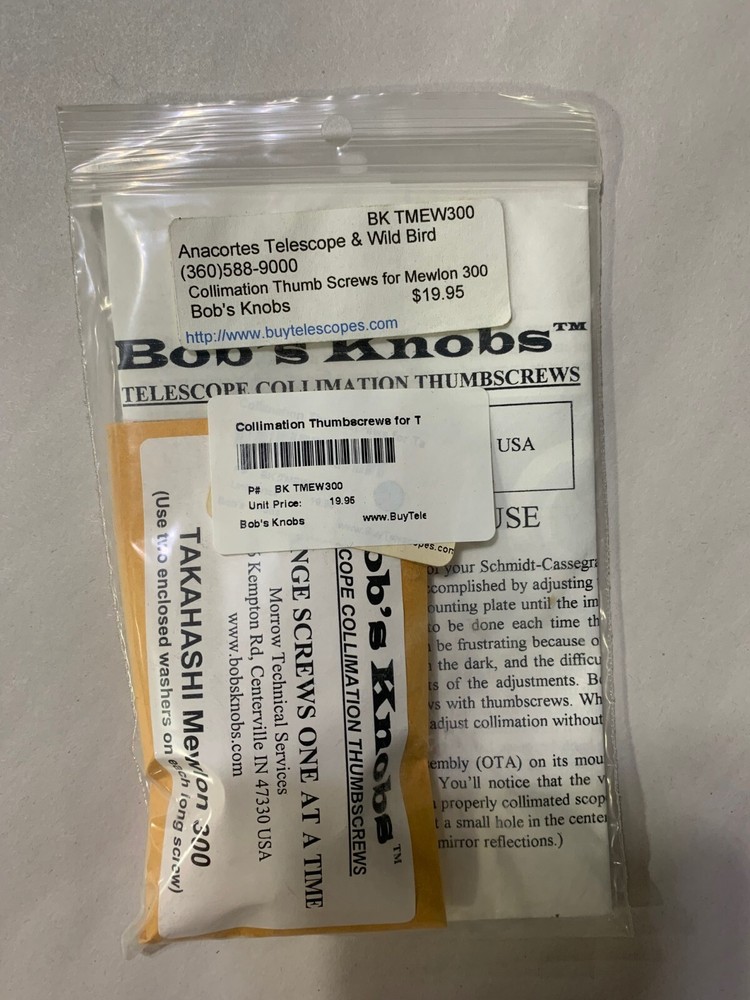 BK TMEW300
Anacortes Telescope & Wild Bird
(360)588-9000
Collimation Thumb Screws for Mewlon 300
Bob's Knobs $19.95
http://www.buytelescopes.com
Bob's Knobs™
TELESCOPE COLLIMATION THUMBSCREWS
USA
USE
Collimation Thumbscrews for T
P# BK TMEW300
Unit Price: 19.95
Bob's Knobs www.BuyTele
opes.com
of your Schmidt-Cassegra
ccomplished by adjusting
ounting plate until the im
to be done each time th
be frustrating because o
the dark, and the difficu
ts of the adjustments. B
ws with thumbscrews. Wh
adjust collimation without
embly (OTA) on its mou
You'll notice that the v
properly collimated scop
t a small hole in the center
mirror reflections.)
ob's Knobs™
COPE COLLIMATION THUMBSCREWS
NGE SCREWS ONE AT A TIME
Morrow Technical Services
Kempton Rd, Centerville IN 47330 USA
www.bobsknobs.com
TAKAHASHI Mewlon 300
(Use two enclosed washers on each long screw)